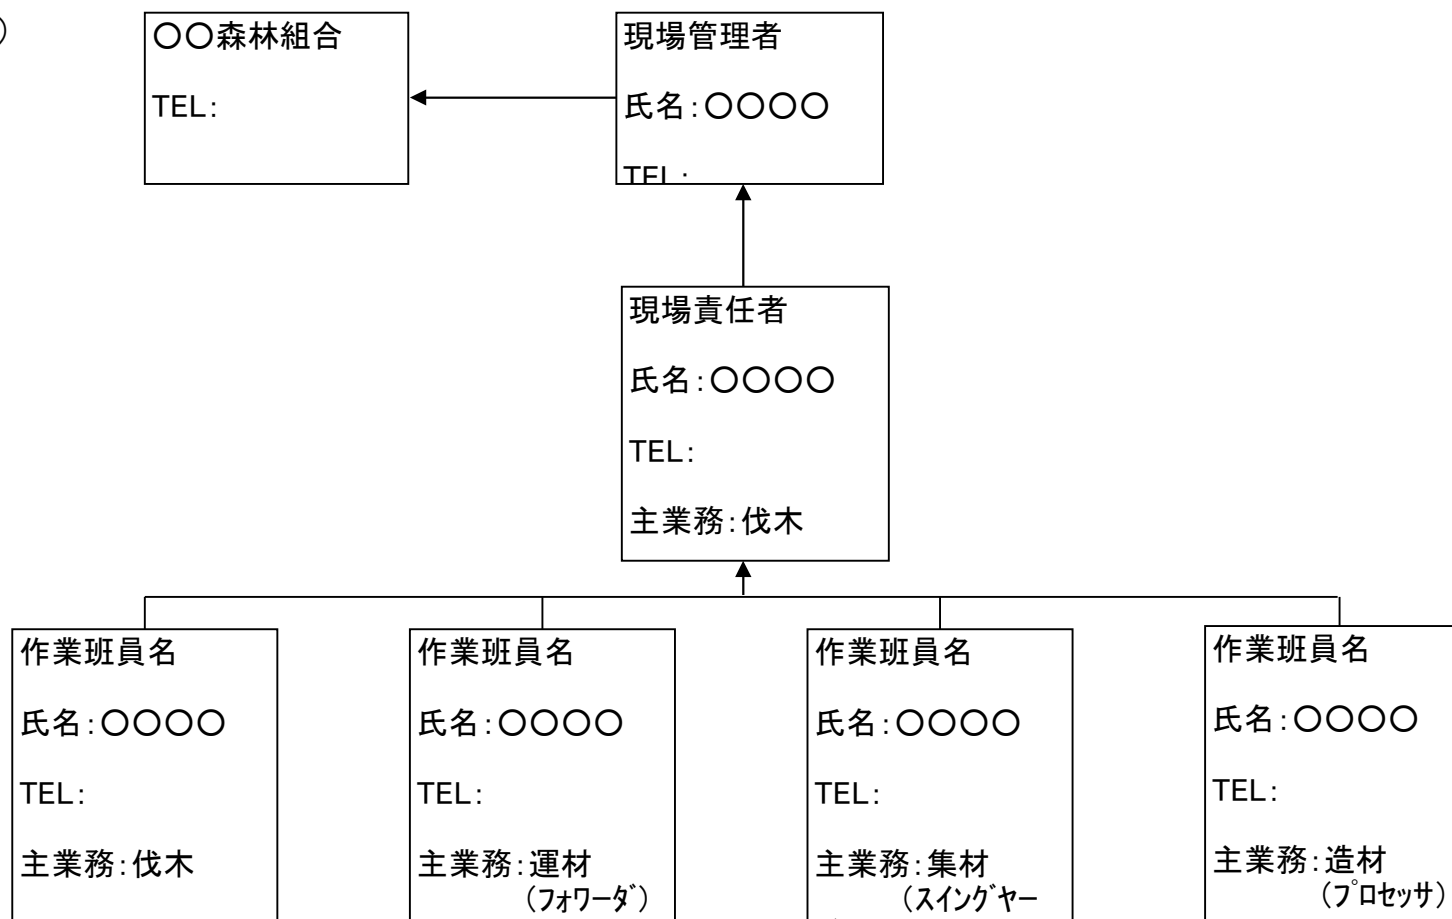 ）
〇〇森林組合
TEL：
現場管理者
氏名：〇〇〇〇
TEL：
現場責任者
氏名：〇〇〇〇
TEL：
主業務：伐木
作業班員名
氏名：〇〇〇〇
TEL：
主業務：伐木
作業班員名
氏名：〇〇〇〇
TEL：
主業務：運材
（ﾌｫﾜｰﾀﾞ）
作業班員名
氏名：〇〇〇〇
TEL：
主業務：集材
（ｽｲﾝｸﾞﾔｰ
作業班員名
氏名：〇〇〇〇
TEL：
主業務：造材
（ﾌﾟﾛｾｯｻ）